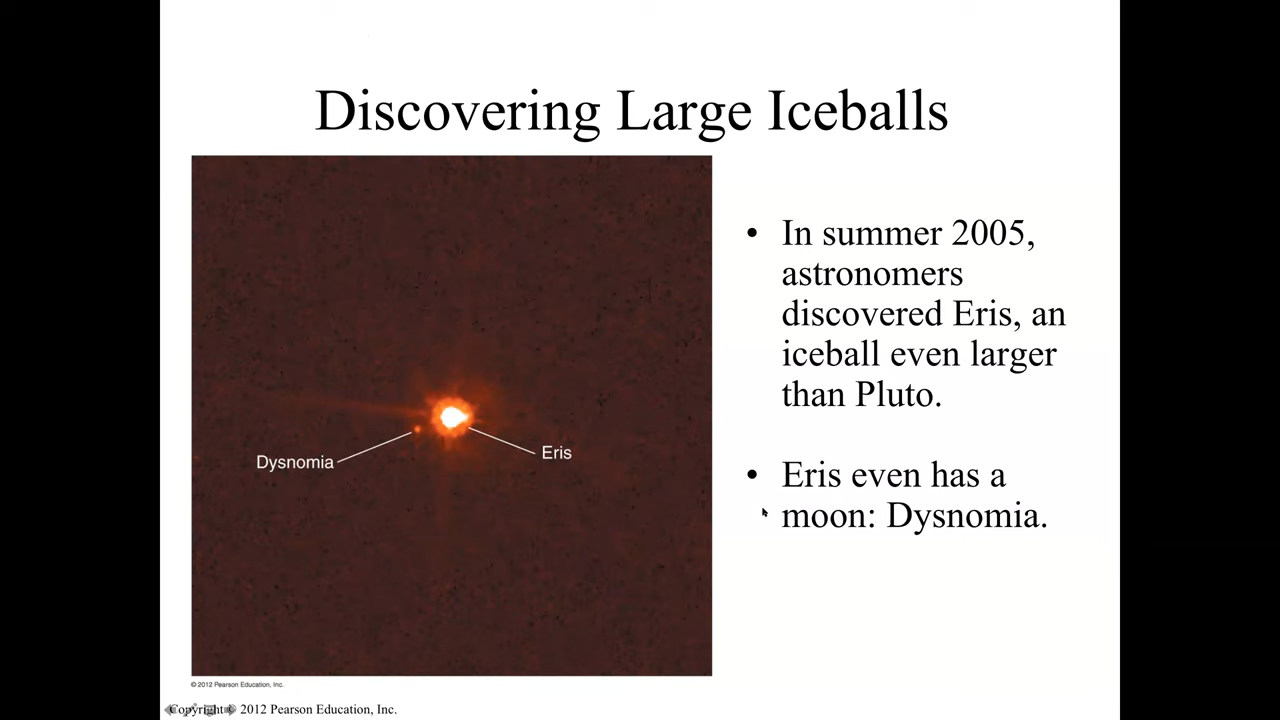 Discovering Large Iceballs
• In summer 2005,
astronomers
discovered Eris, an
iceball even larger
than Pluto.
• Eris even has a
moon: Dysnomia.
Dysnomia
Eris
© 2012 Pearson Education, Inc.
Copyright © 2012 Pearson Education, Inc.